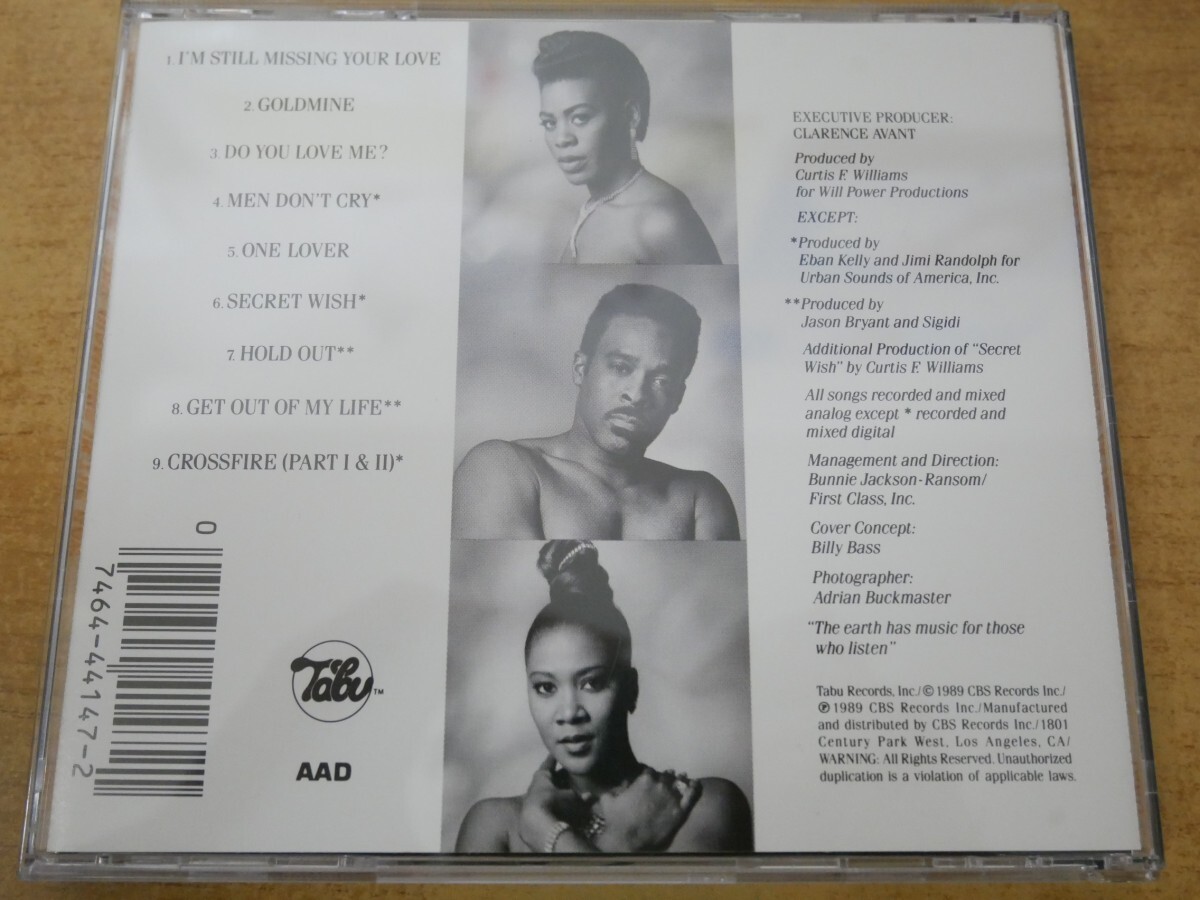 1. I'M STILL MISSING YOUR LOVE
2. GOLDMINE
3. DO YOU LOVE ME?
4. MEN DON'T CRY*
5. ONE LOVER
6. SECRET WISH*
7. HOLD OUT**
8. GET OUT OF MY LIFE**
9. CROSSFIRE (PART I & II)*
0
7464-44147-2
Tabu™
AAD
EXECUTIVE PRODUCER:
CLARENCE AVANT
Produced by
Curtis F. Williams
for Will Power Productions
EXCEPT:
*Produced by
Eban Kelly and Jimi Randolph for
Urban Sounds of America, Inc.
**Produced by
Jason Bryant and Sigidi
Additional Production of "Secret
Wish" by Curtis F. Williams
All songs recorded and mixed
analog except * recorded and
mixed digital
Management and Direction:
Bunnie Jackson-Ransom/
First Class, Inc.
Cover Concept:
Billy Bass
Photographer:
Adrian Buckmaster
"The earth has music for those
who listen"
Tabu Records, Inc./© 1989 CBS Records Inc./
℗ 1989 CBS Records Inc./Manufactured
and distributed by CBS Records Inc./1801
Century Park West, Los Angeles, CA/
WARNING: All Rights Reserved. Unauthorized
duplication is a violation of applicable laws.